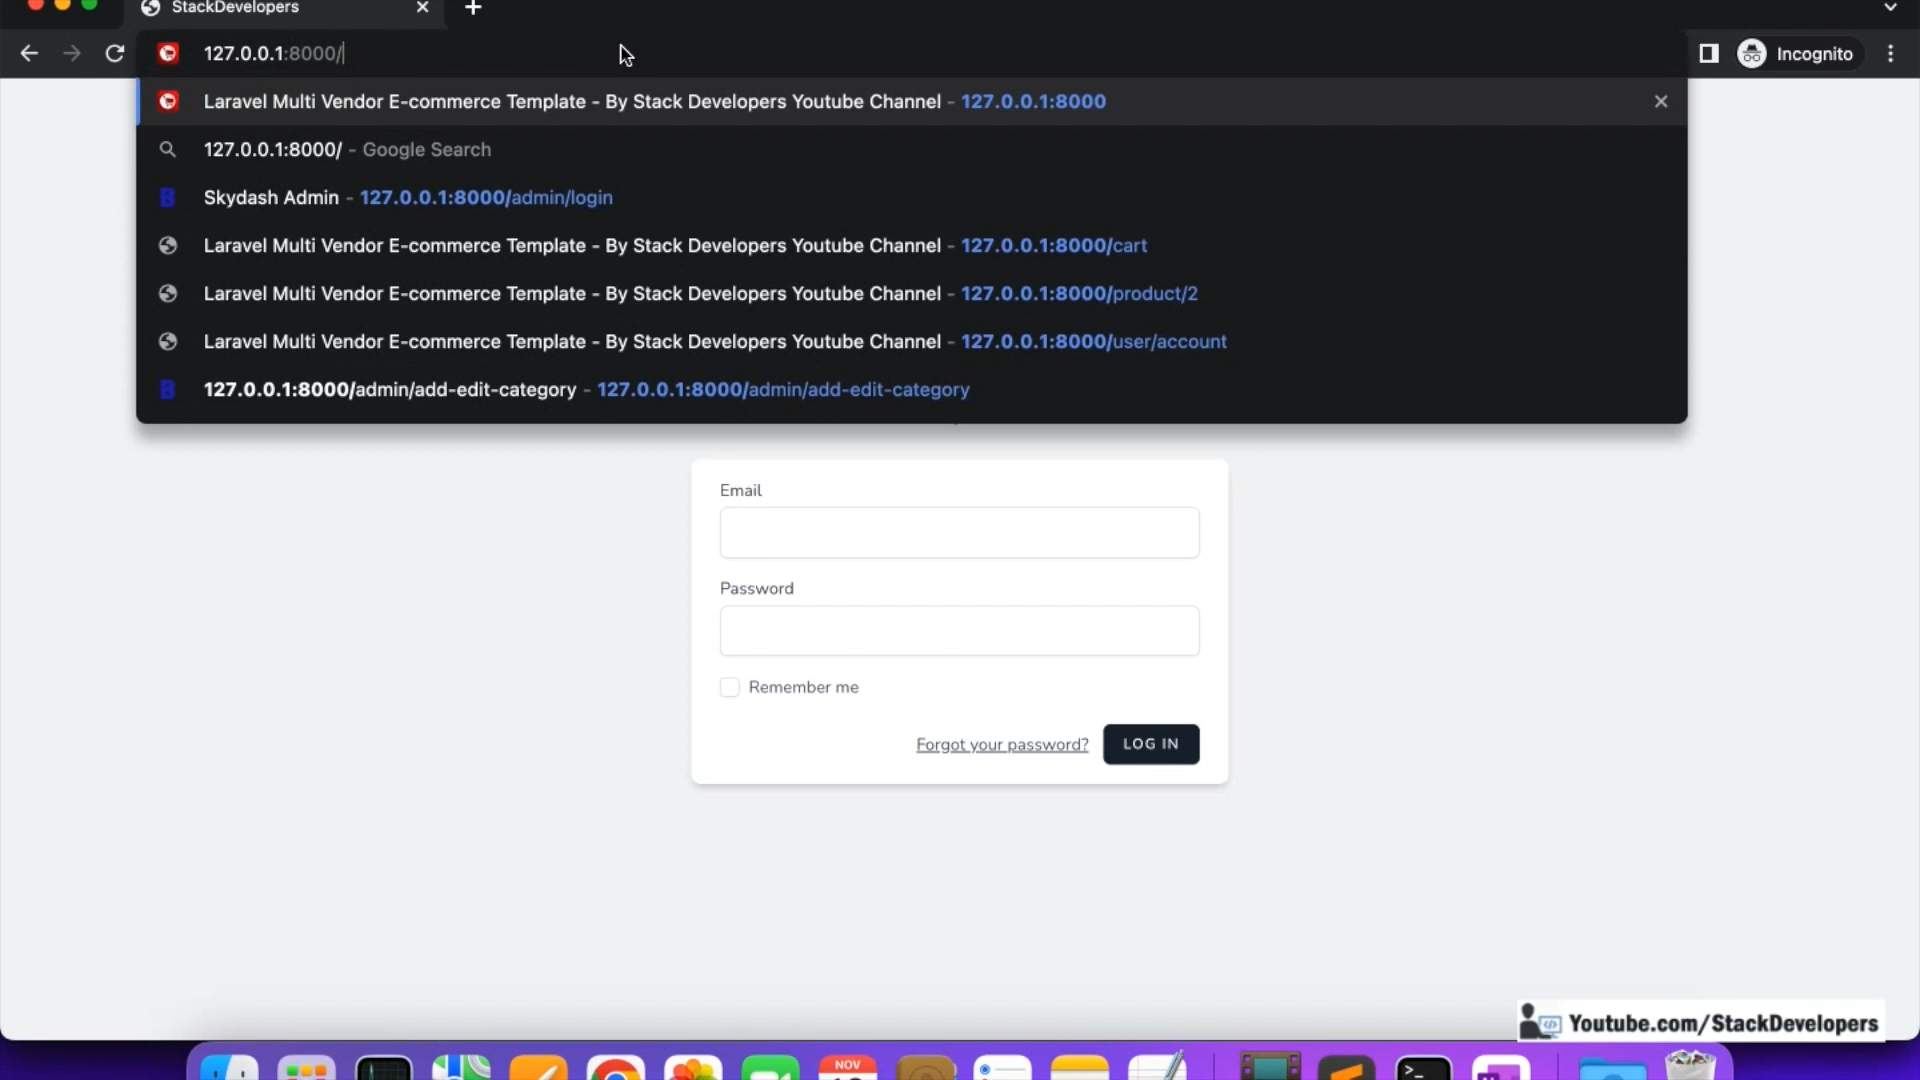 StackDevelopers
127.0.0.1:8000/
Incognito
Laravel Multi Vendor E-commerce Template - By Stack Developers Youtube Channel - 127.0.0.1:8000
127.0.0.1:8000/ - Google Search
Skydash Admin - 127.0.0.1:8000/admin/login
Laravel Multi Vendor E-commerce Template - By Stack Developers Youtube Channel - 127.0.0.1:8000/cart
Laravel Multi Vendor E-commerce Template - By Stack Developers Youtube Channel - 127.0.0.1:8000/product/2
Laravel Multi Vendor E-commerce Template - By Stack Developers Youtube Channel - 127.0.0.1:8000/user/account
127.0.0.1:8000/admin/add-edit-category - 127.0.0.1:8000/admin/add-edit-category
Email
Password
Remember me
Forgot your password?
LOG IN
Youtube.com/StackDevelopers
NOV